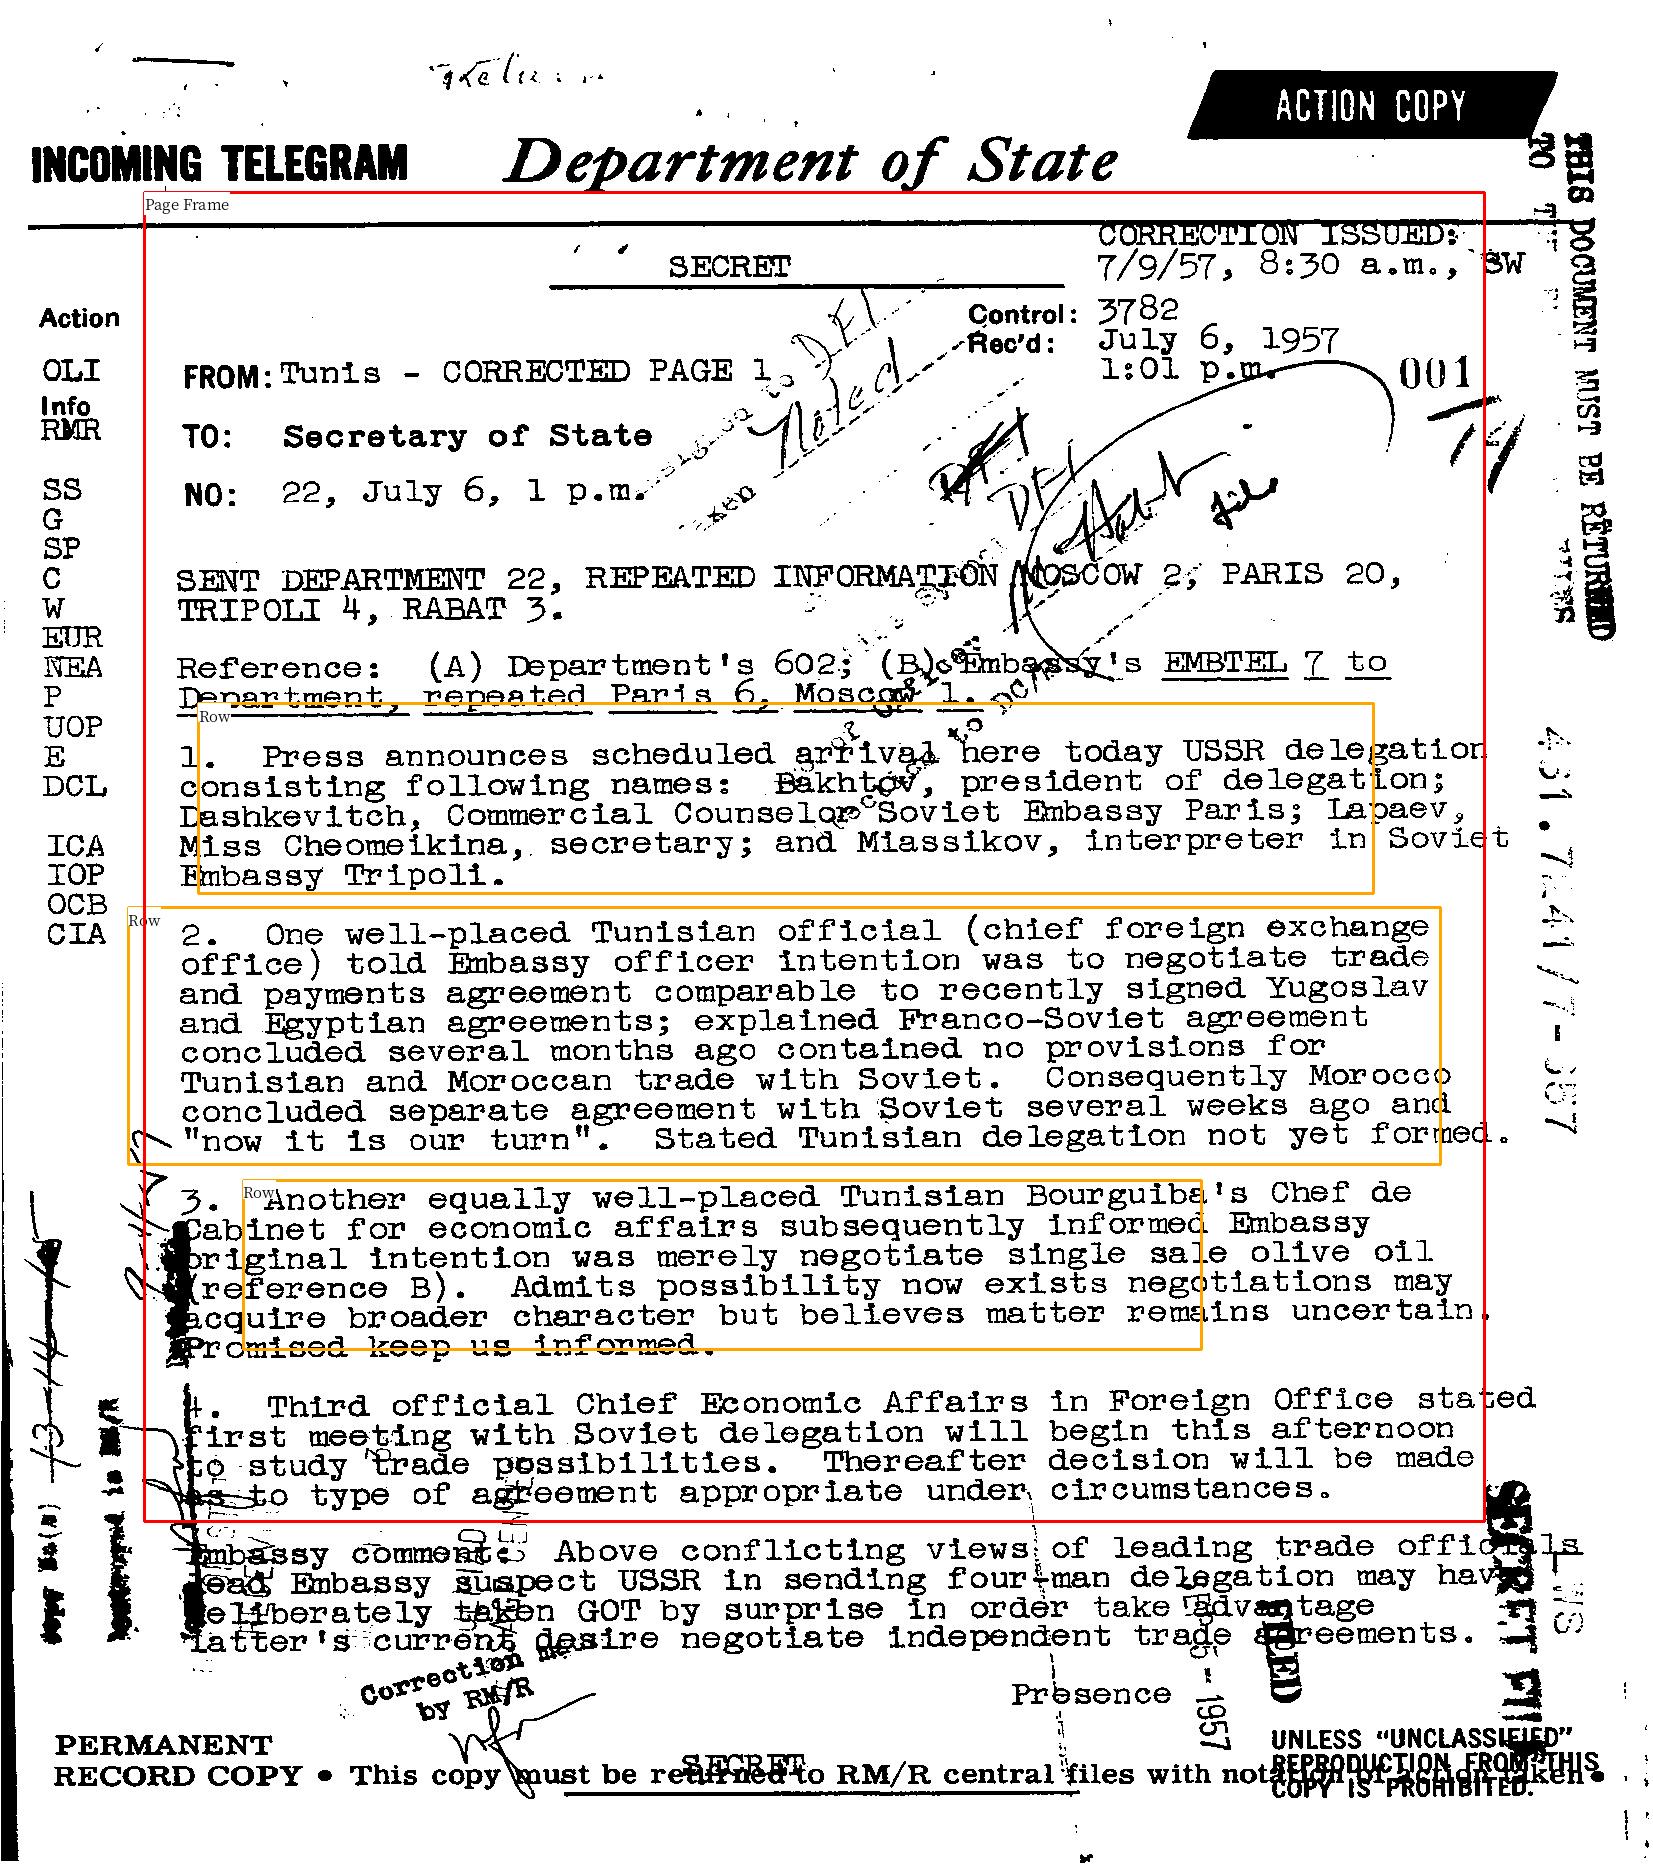 ACTION COPY
INCOMING TELEGRAM Department of State
Page Frame
CORRECTION ISSUED:
SECRET 7/9/57, 8:30 a.m., SW
Action
Control: 3782
Rec'd: July 6, 1957
1:01 p.m.
001
OLI
FROM: Tunis - CORRECTED PAGE 1
Info
RMR
TO: Secretary of State
Noted
SS
NO: 22, July 6, 1 p.m.
G
SP
C
W
EUR
NEA
P
UOP
E
DCL
ICA
IOP
OCB
CIA
DFI
DFI
file
SENT DEPARTMENT 22, REPEATED INFORMATION MOSCOW 2, PARIS 20,
TRIPOLI 4, RABAT 3.
Reference: (A) Department's 602; (B) Embassy's EMBTEL 7 to
Department, repeated Paris 6, Moscow 1.
Row
1. Press announces scheduled arrival here today USSR delegation
consisting following names: Bakhtov, president of delegation;
Dashkevitch, Commercial Counselor Soviet Embassy Paris; Lapaev,
Miss Cheomeikina, secretary; and Miassikov, interpreter in Soviet
Embassy Tripoli.
Row
2. One well-placed Tunisian official (chief foreign exchange
office) told Embassy officer intention was to negotiate trade
and payments agreement comparable to recently signed Yugoslav
and Egyptian agreements; explained Franco-Soviet agreement
concluded several months ago contained no provisions for
Tunisian and Moroccan trade with Soviet. Consequently Morocco
concluded separate agreement with Soviet several weeks ago and
"now it is our turn". Stated Tunisian delegation not yet formed.
Row
3. Another equally well-placed Tunisian Bourguiba's Chef de
Cabinet for economic affairs subsequently informed Embassy
original intention was merely negotiate single sale olive oil
(reference B). Admits possibility now exists negotiations may
acquire broader character but believes matter remains uncertain.
Promised keep us informed.
4. Third official Chief Economic Affairs in Foreign Office stated
first meeting with Soviet delegation will begin this afternoon
to study trade possibilities. Thereafter decision will be made
as to type of agreement appropriate under circumstances.
Embassy comment: Above conflicting views of leading trade officials
lead Embassy suspect USSR in sending four-man delegation may have
deliberately taken GOT by surprise in order take advantage
latter's current desire negotiate independent trade agreements.
Correction made
by RM/R
Presence
THIS DOCUMENT MUST BE RETURNED
SECRET FILE
FILED
1957
PERMANENT
RECORD COPY • This copy must be returned to RM/R central files with notation of action taken •
SECRET
UNLESS "UNCLASSIFIED"
REPRODUCTION FROM THIS
COPY IS PROHIBITED.